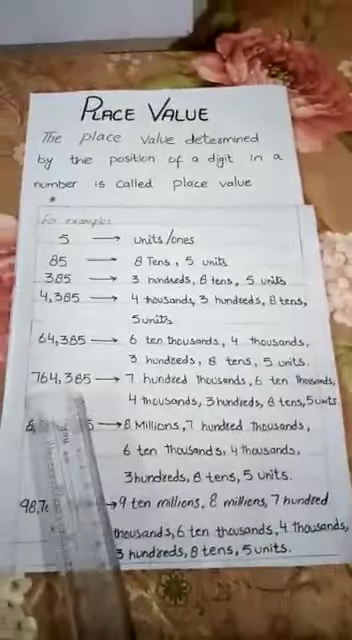 PLACE VALUE
The place value determined
by the position of a digit in a
number is called place value
For examples
5 → units/ones
85 → 8 Tens, 5 units
385 → 3 hundreds, 8 tens, 5 units
4,385 → 4 thousands, 3 hundreds, 8 tens,
5 units
64,385 → 6 ten thousands, 4 thousands,
3 hundreds, 8 tens, 5 units.
764,385 → 7 hundred thousands, 6 ten thousands,
4 thousands, 3 hundreds, 8 tens, 5 units.
5 → 8 Millions, 7 hundred thousands,
6 ten thousands, 4 thousands,
3 hundreds, 8 tens, 5 units.
98,7 → 9 ten millions, 8 millions, 7 hundred
thousands, 6 ten thousands, 4 thousands,
3 hundreds, 8 tens, 5 units.